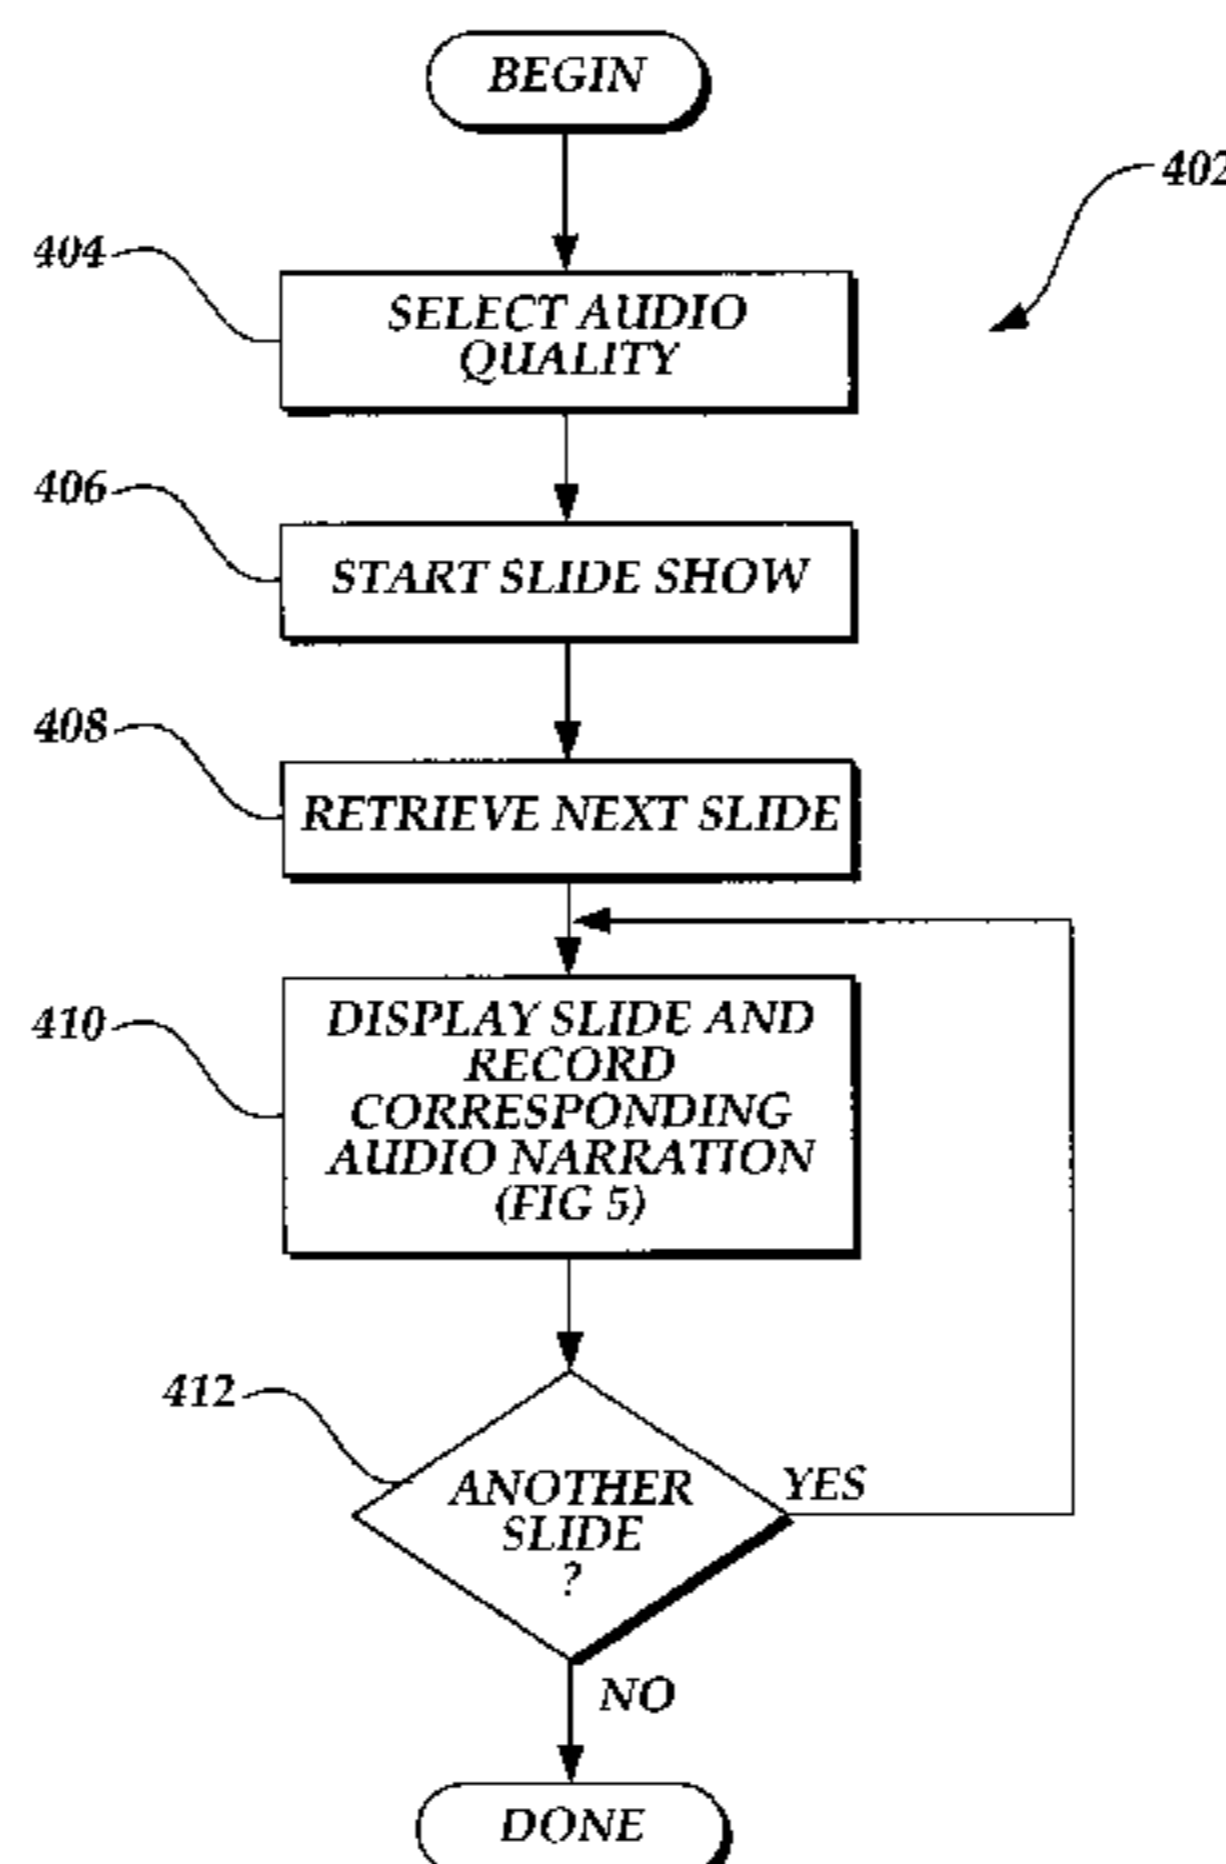 BEGIN
402
404
SELECT AUDIO
QUALITY
406
START SLIDE SHOW
408
RETRIEVE NEXT SLIDE
410
DISPLAY SLIDE AND
RECORD
CORRESPONDING
AUDIO NARRATION
(FIG 5)
412
ANOTHER
SLIDE
?
YES
NO
DONE